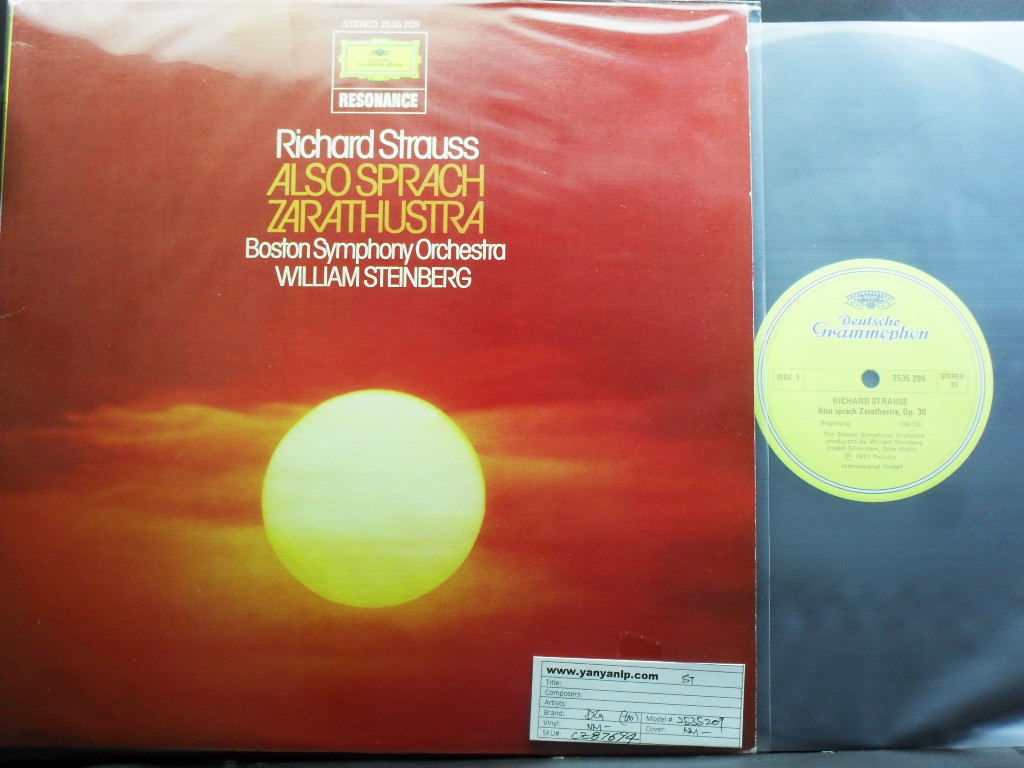 STEREO 2535 209
Deutsche
Grammophon
RESONANCE
Richard Strauss
ALSO SPRACH
ZARATHUSTRA
Boston Symphony Orchestra
WILLIAM STEINBERG
Deutsche
Grammophon
SIDE 1 2535 209 STEREO
33
RICHARD STRAUSS
Also sprach Zarathustra, Op. 30
Beginning (16:33)
The Boston Symphony Orchestra
conducted by William Steinberg
Joseph Silverstein, Solo Violin,
Ⓟ 1971 Polydor
International GmbH
www.yanyanlp.com ST
Title:
Composers:
Artists:
Brand: DG Model # 2535209
Vinyl: NM- Cover: NM-
SKU#: CZ87699